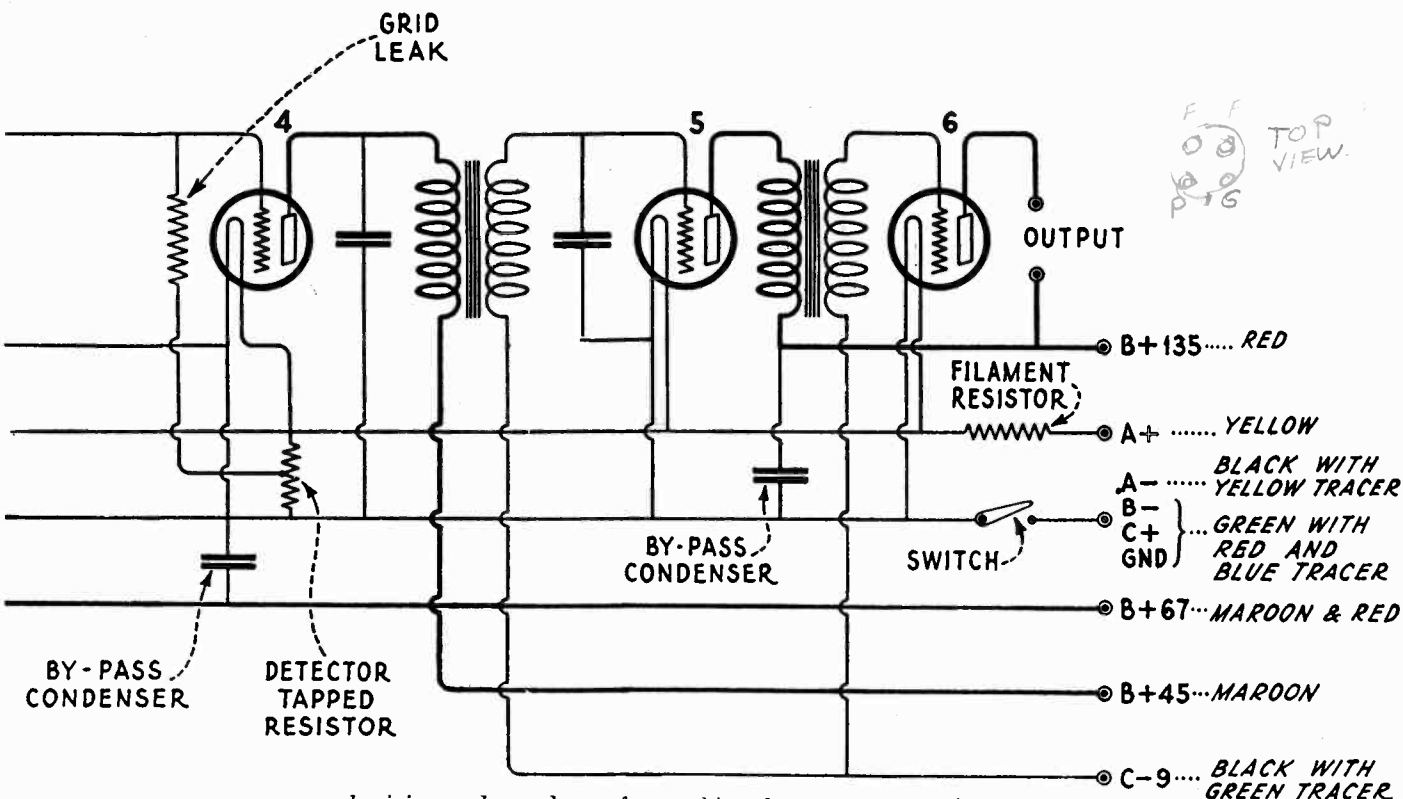 GRID
LEAK
4
5
6
F F
TOP
VIEW.
P G
OUTPUT
B+135..... RED
FILAMENT
RESISTOR
A+ ....... YELLOW
A- ...... BLACK WITH
YELLOW TRACER
B-
C+
GND
... GREEN WITH
RED AND
BLUE TRACER
SWITCH
BY-PASS
CONDENSER
B+67... MAROON & RED
BY-PASS
CONDENSER
DETECTOR
TAPPED
RESISTOR
B+45... MAROON
C-9.... BLACK WITH
GREEN TRACER